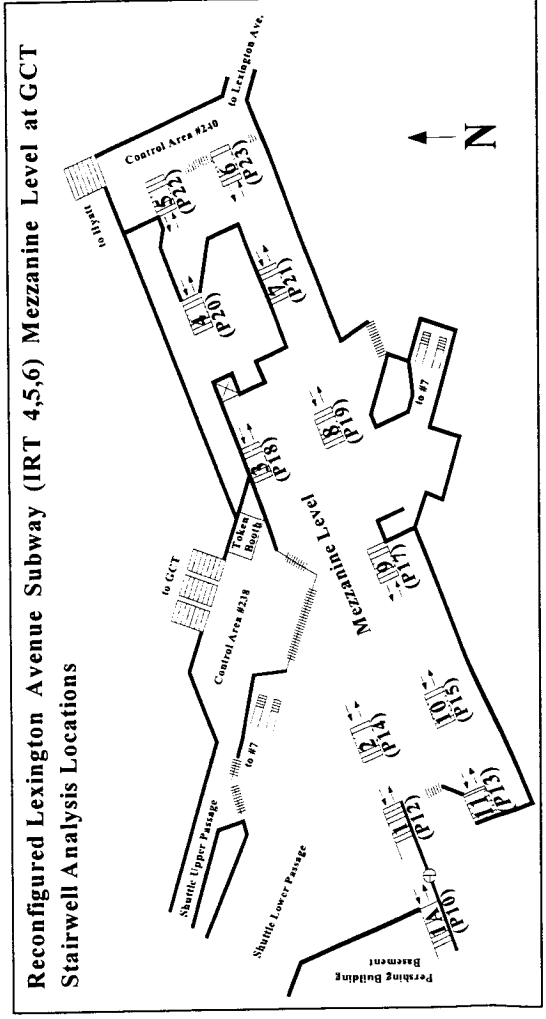 Reconfigured Lexington Avenue Subway (IRT 4,5,6) Mezzanine Level at GCT
Stairwell Analysis Locations
to Hyatt
Control Area #240
to Lexington Ave.
5
(P22)
6
(P23)
4
(P20)
7
(P21)
to GCT
Token
Booth
3
(P18)
8
(P19)
Control Area #238
to #7
Mezzanine Level
to #7
9
(P17)
Shuttle Upper Passage
Shuttle Lower Passage
2
(P14)
10
(P15)
1
(P12)
11
(P13)
1A
(P10)
Pershing Building
Basement
N